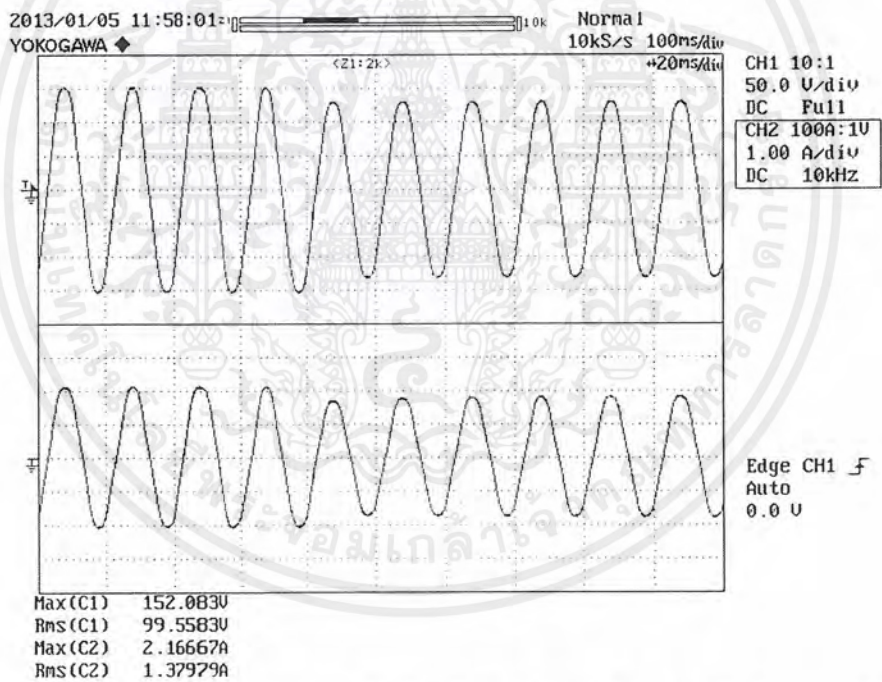 2013/01/05 11:58:01
10k
Normal
YOKOGAWA ◆
10kS/s 100ms/div
<21:2k>
20ms/div
CH1 10:1
50.0 V/div
DC Full
CH2 100A:1V
1.00 A/div
DC 10kHz
Edge CH1
Auto
0.0 V
Max(C1) 152.083V
Rms(C1) 99.5583V
Max(C2) 2.16667A
Rms(C2) 1.37979A